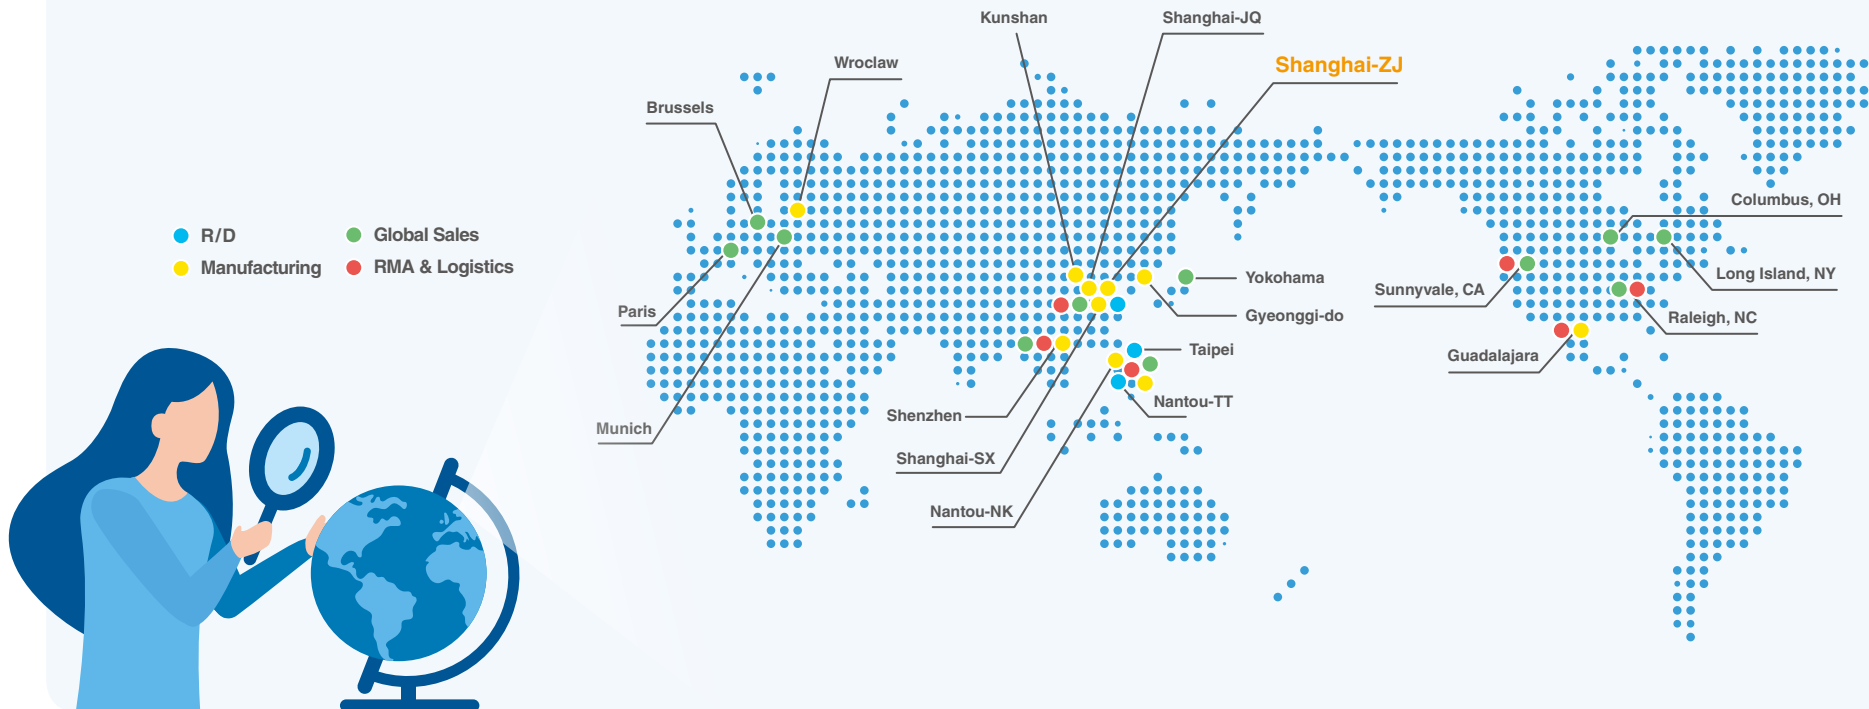 R/D
Global Sales
Manufacturing
RMA & Logistics
Kunshan
Shanghai-JQ
Wroclaw
Shanghai-ZJ
Brussels
Columbus, OH
Yokohama
Long Island, NY
Sunnyvale, CA
Paris
Gyeonggi-do
Raleigh, NC
Taipei
Guadalajara
Nantou-TT
Shenzhen
Munich
Shanghai-SX
Nantou-NK